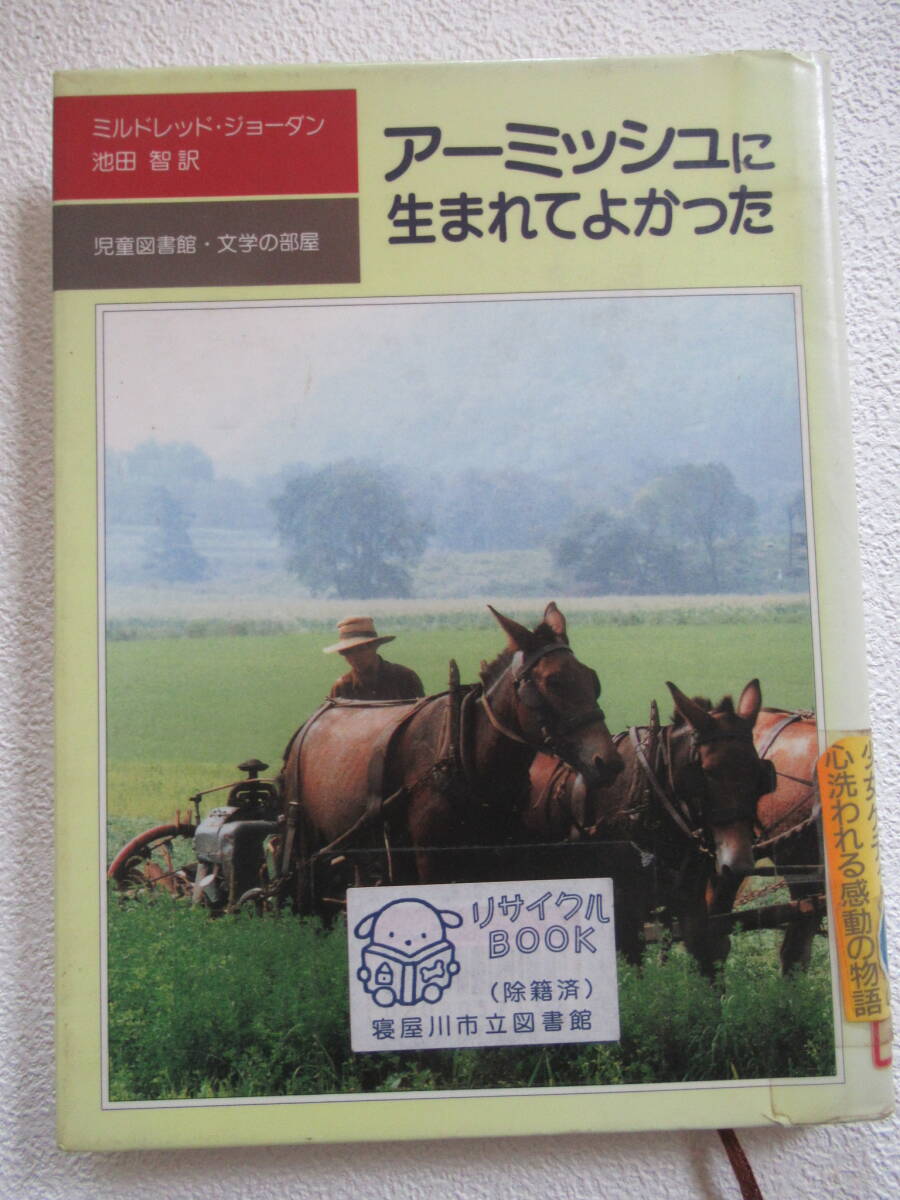 ミルドレッド・ジョーダン
池田 智 訳
児童図書館・文学の部屋
アーミッシュに
生まれてよかった
リサイクル
BOOK
(除籍済)
寝屋川市立図書館
心洗われる感動の物語